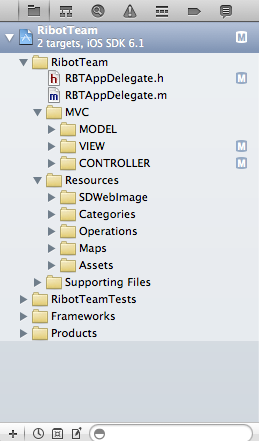 RibotTeam
M
2 targets, iOS SDK 6.1
RibotTeam
h RBTAppDelegate.h M
m RBTAppDelegate.m
MVC
MODEL
VIEW M
CONTROLLER M
Resources
SDWebImage
Categories
Operations
Maps
Assets
Supporting Files
RibotTeamTests
Frameworks
Products